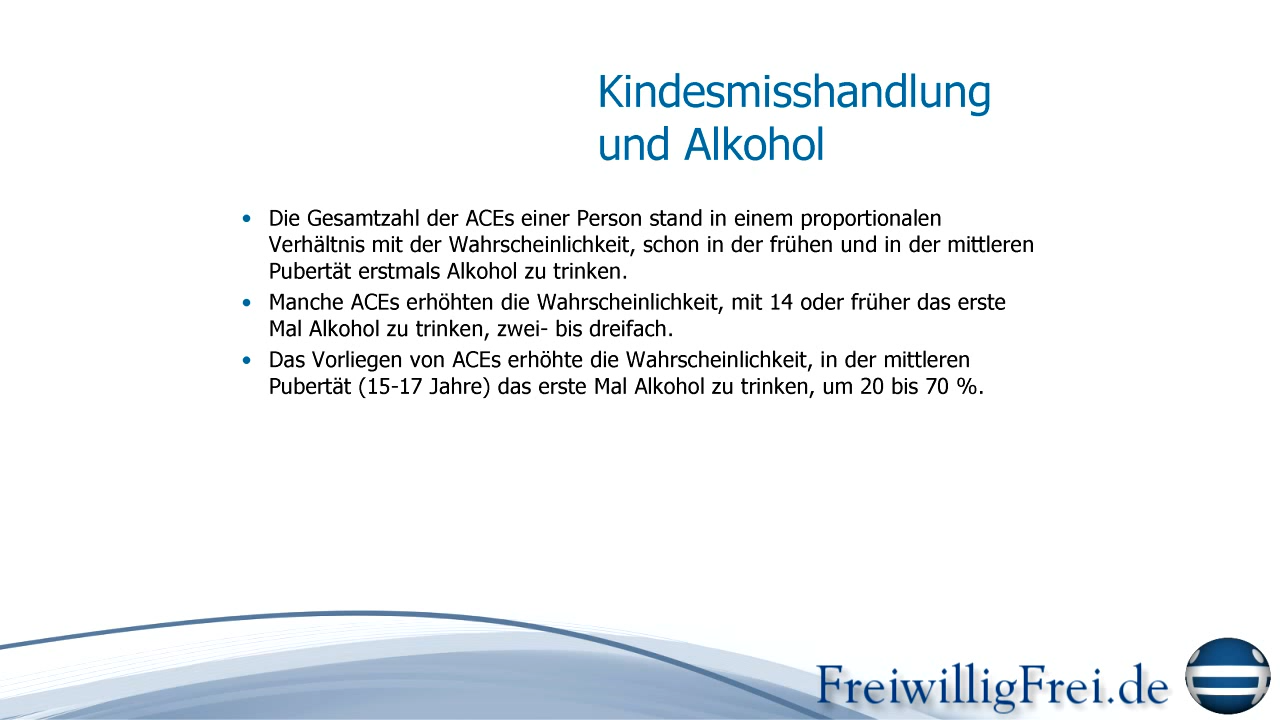 Kindesmisshandlung
und Alkohol
• Die Gesamtzahl der ACEs einer Person stand in einem proportionalen
Verhältnis mit der Wahrscheinlichkeit, schon in der frühen und in der mittleren
Pubertät erstmals Alkohol zu trinken.
• Manche ACEs erhöhten die Wahrscheinlichkeit, mit 14 oder früher das erste
Mal Alkohol zu trinken, zwei- bis dreifach.
• Das Vorliegen von ACEs erhöhte die Wahrscheinlichkeit, in der mittleren
Pubertät (15-17 Jahre) das erste Mal Alkohol zu trinken, um 20 bis 70 %.
FreiwilligFrei.de